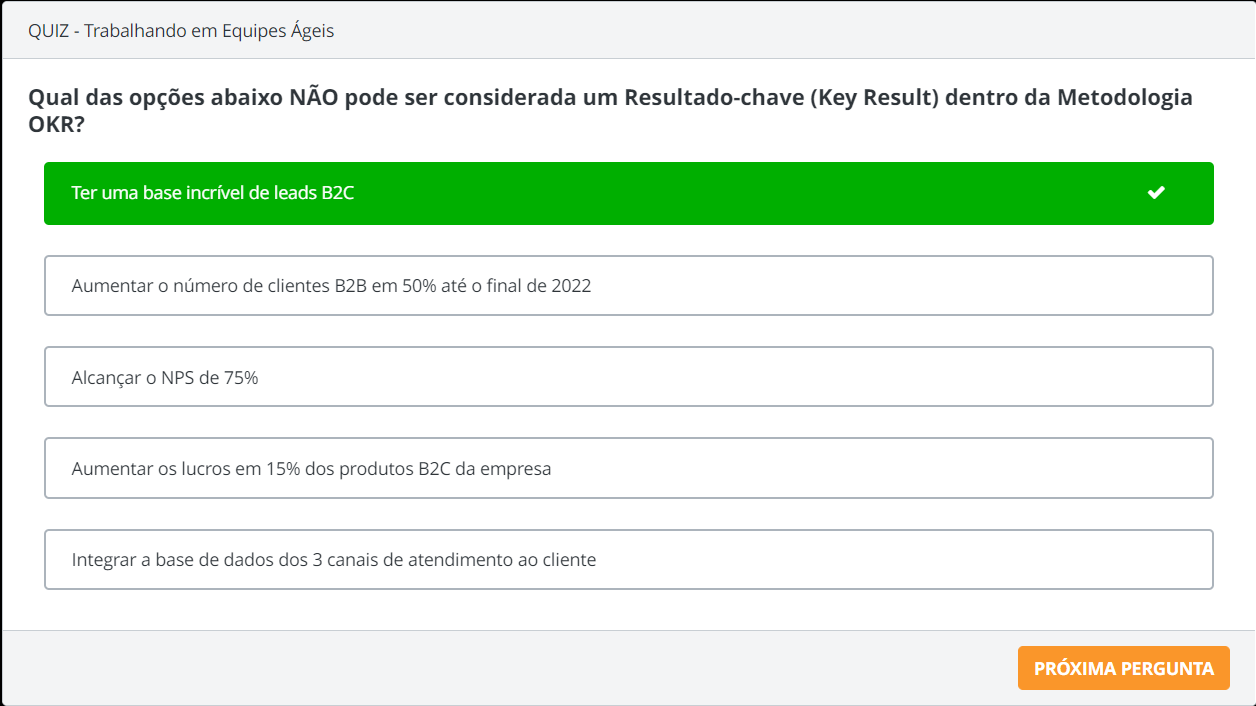 QUIZ - Trabalhando em Equipes Ágeis
Qual das opções abaixo NÃO pode ser considerada um Resultado-chave (Key Result) dentro da Metodologia
OKR?
Ter uma base incrível de leads B2C
Aumentar o número de clientes B2B em 50% até o final de 2022
Alcançar o NPS de 75%
Aumentar os lucros em 15% dos produtos B2C da empresa
Integrar a base de dados dos 3 canais de atendimento ao cliente
PRÓXIMA PERGUNTA